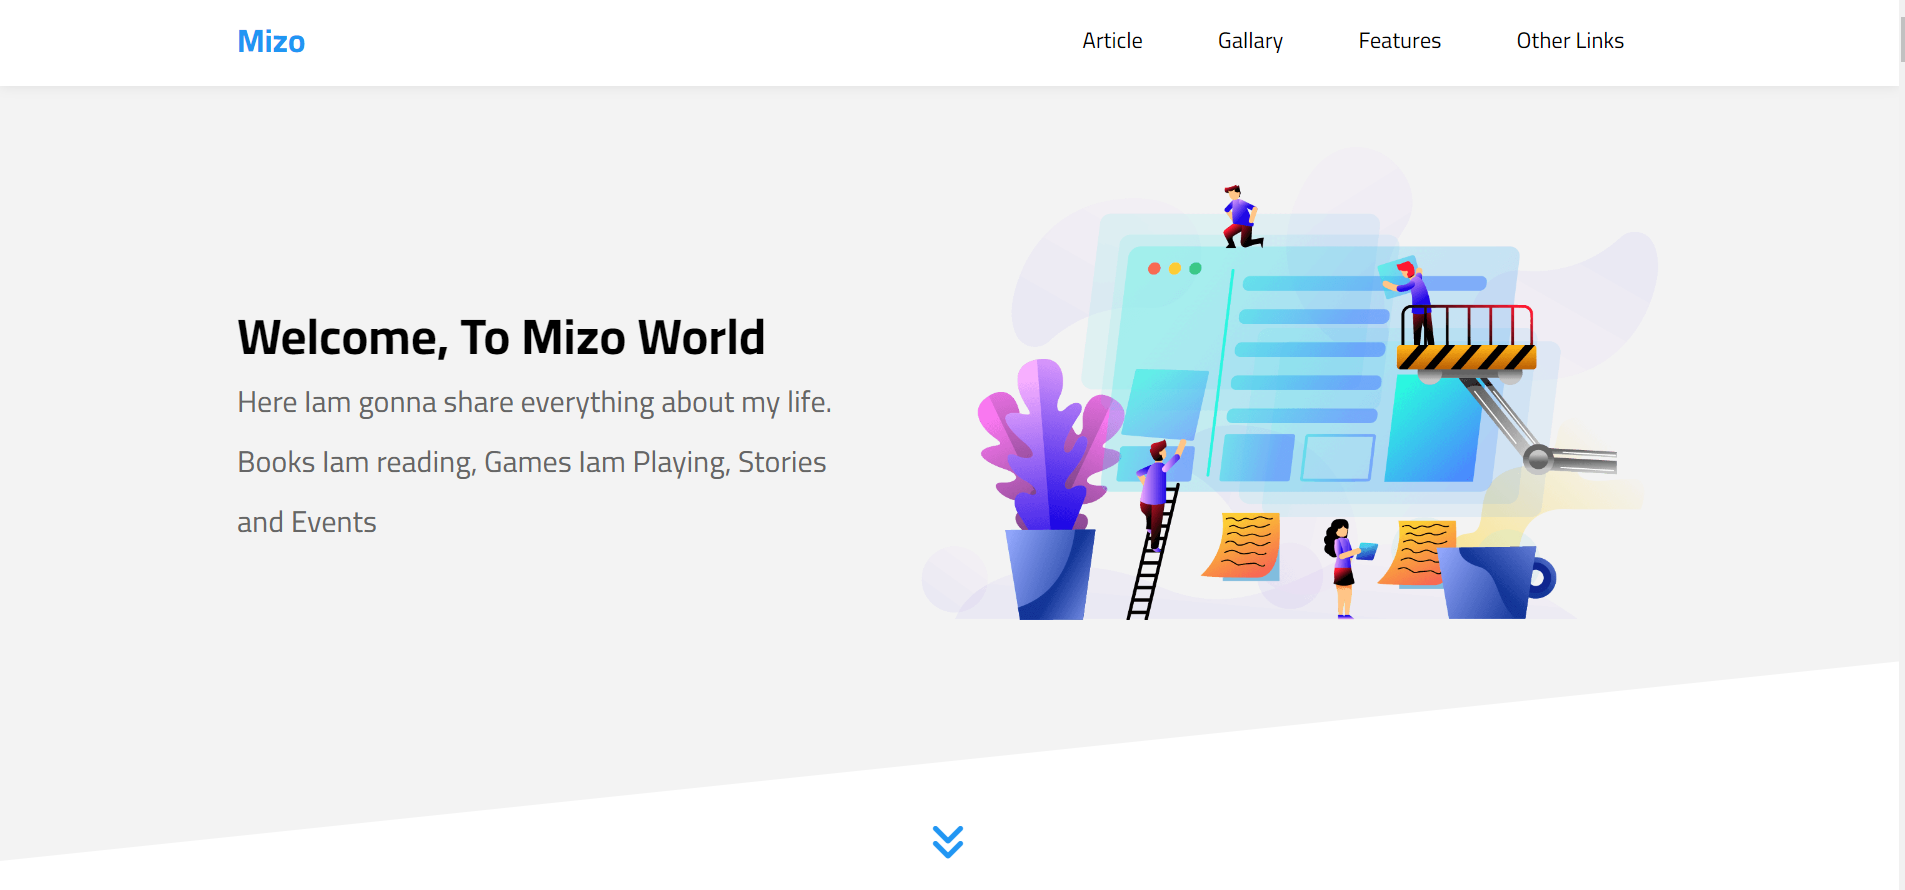 Mizo
Article
Gallary
Features
Other Links
Welcome, To Mizo World
Here Iam gonna share everything about my life.
Books Iam reading, Games Iam Playing, Stories
and Events